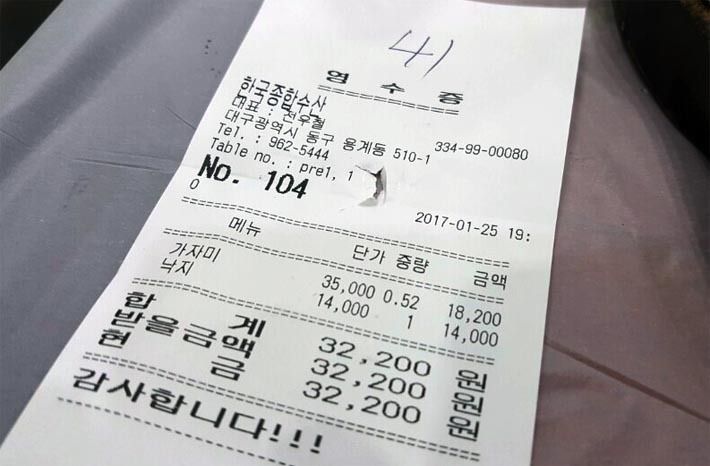 41
영 수 증
한국종합수사
대표 : 전우철 334-99-00080
대구광역시 동구 용계동 510-1
Tel. : 962-5444
Table no. : pre1, 1
No. 104
0 2017-01-25 19:
메뉴 단가 중량 금액
가자미 35,000 0.52 18,200
낙지 14,000 1 14,000
합 계 32,200 원
받을금액 32,200 원
현 금 32,200 원
감사합니다!!!